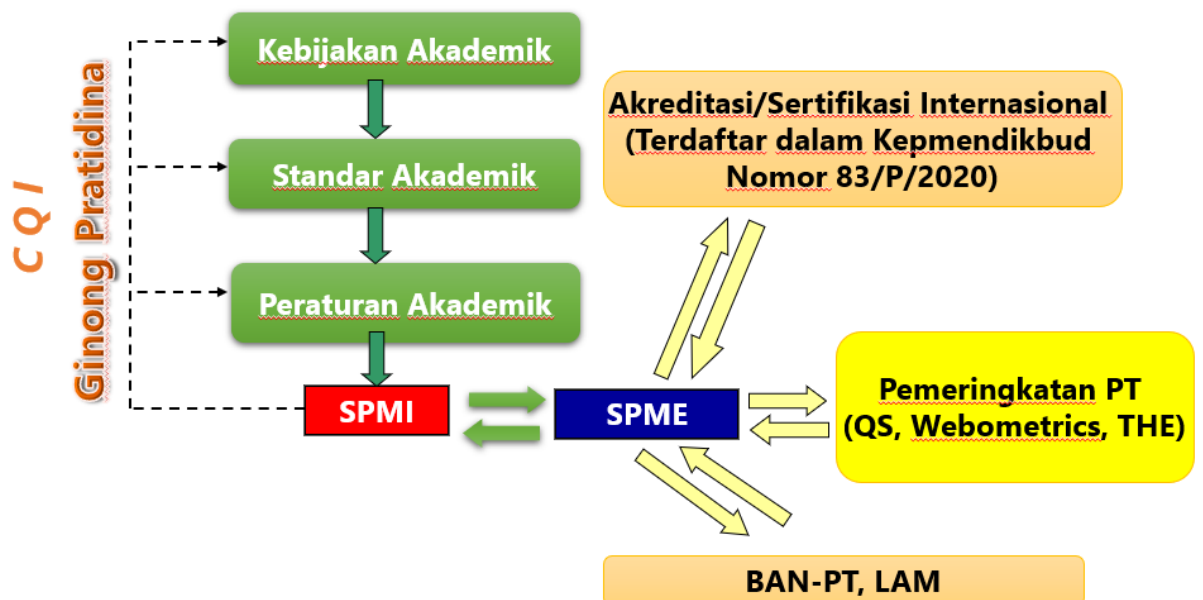 CQI
Ginong Pratidina
Kebijakan Akademik
Standar Akademik
Peraturan Akademik
SPMI
SPME
Akreditasi/Sertifikasi Internasional
(Terdaftar dalam Kepmendikbud
Nomor 83/P/2020)
Pemeringkatan PT
(QS, Webometrics, THE)
BAN-PT, LAM